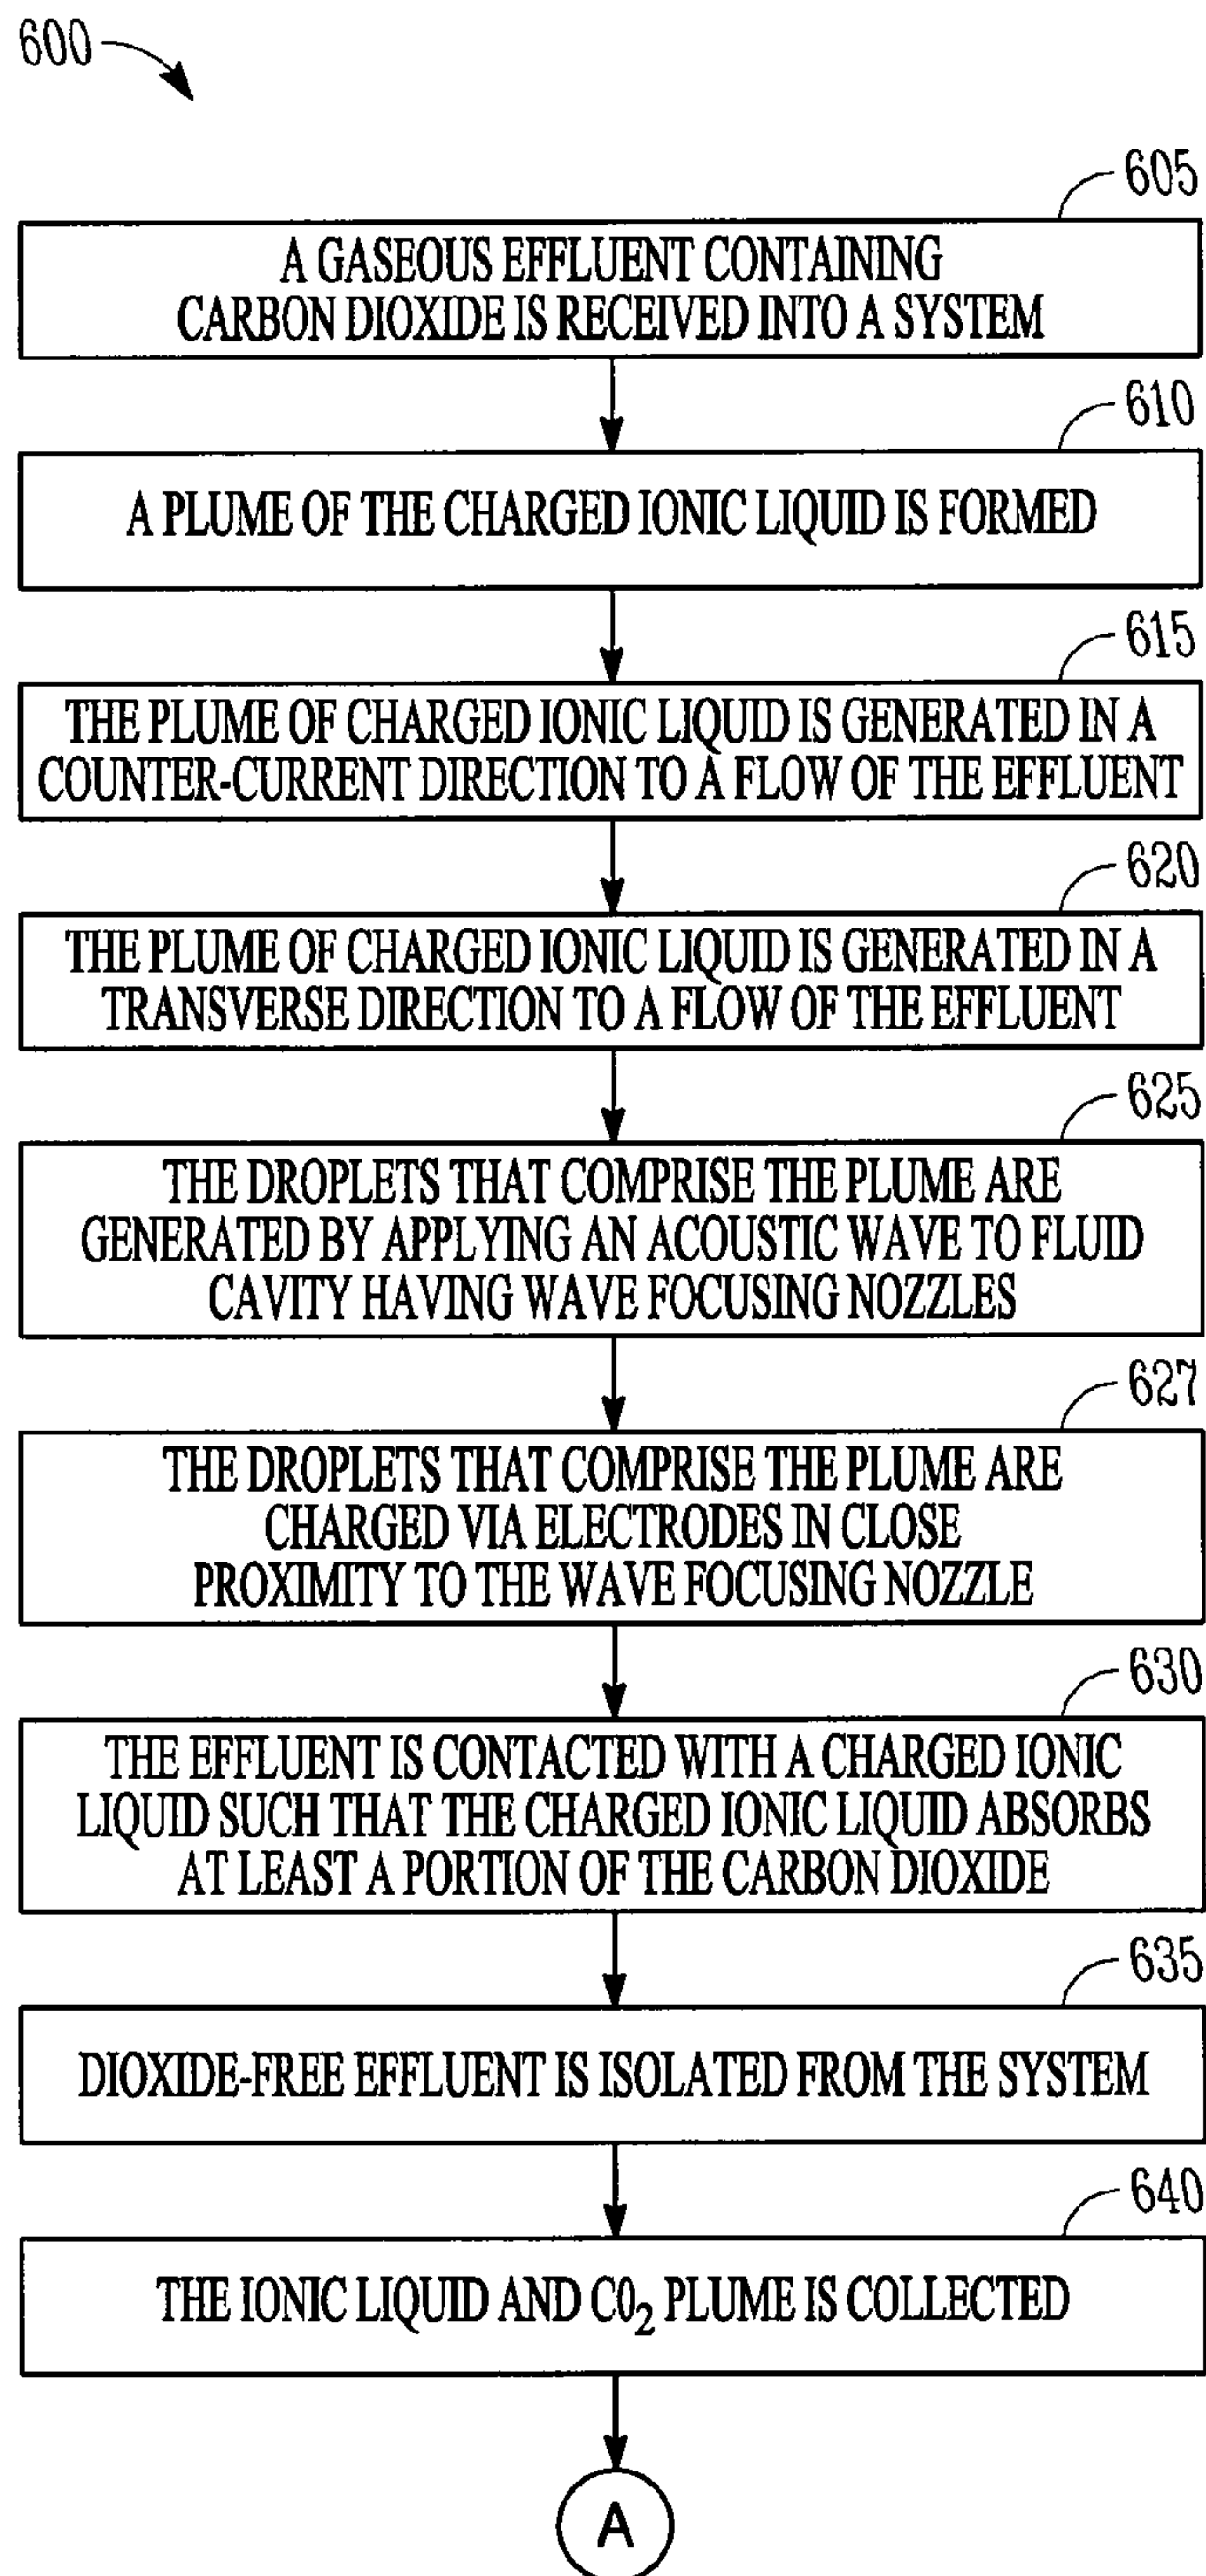 600
605
A GASEOUS EFFLUENT CONTAINING
CARBON DIOXIDE IS RECEIVED INTO A SYSTEM
610
A PLUME OF THE CHARGED IONIC LIQUID IS FORMED
615
THE PLUME OF CHARGED IONIC LIQUID IS GENERATED IN A
COUNTER-CURRENT DIRECTION TO A FLOW OF THE EFFLUENT
620
THE PLUME OF CHARGED IONIC LIQUID IS GENERATED IN A
TRANSVERSE DIRECTION TO A FLOW OF THE EFFLUENT
625
THE DROPLETS THAT COMPRISE THE PLUME ARE
GENERATED BY APPLYING AN ACOUSTIC WAVE TO FLUID
CAVITY HAVING WAVE FOCUSING NOZZLES
627
THE DROPLETS THAT COMPRISE THE PLUME ARE
CHARGED VIA ELECTRODES IN CLOSE
PROXIMITY TO THE WAVE FOCUSING NOZZLE
630
THE EFFLUENT IS CONTACTED WITH A CHARGED IONIC
LIQUID SUCH THAT THE CHARGED IONIC LIQUID ABSORBS
AT LEAST A PORTION OF THE CARBON DIOXIDE
635
DIOXIDE-FREE EFFLUENT IS ISOLATED FROM THE SYSTEM
640
THE IONIC LIQUID AND C0₂ PLUME IS COLLECTED
A